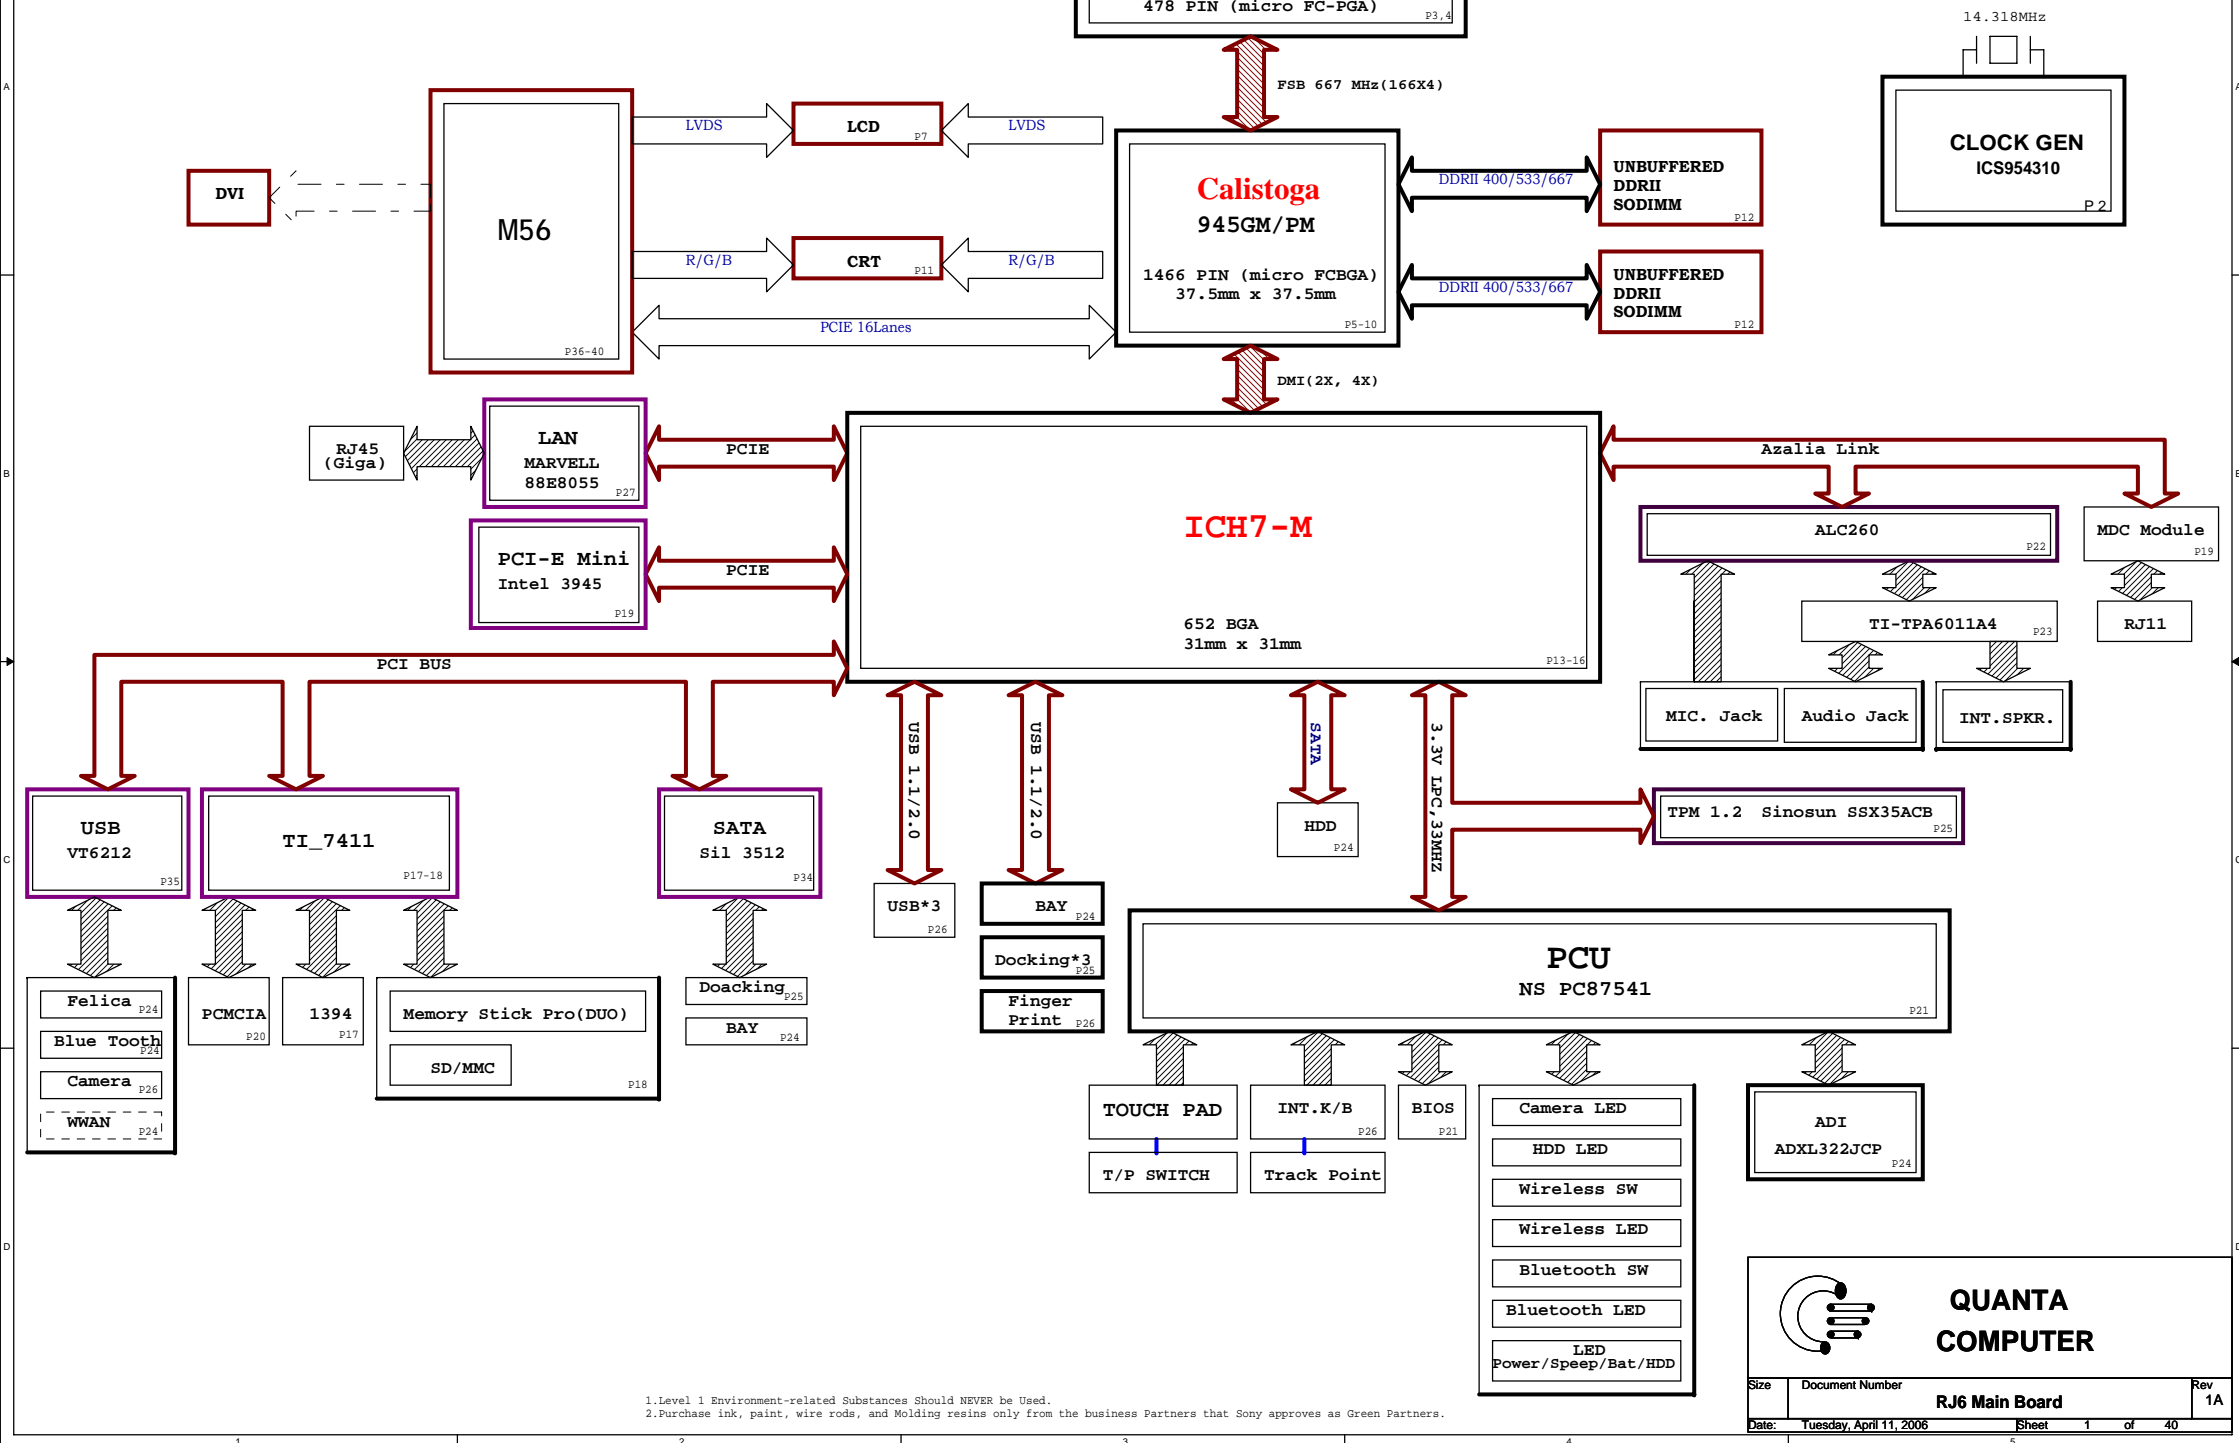 478 PIN (micro FC-PGA)
P3,4
14.318MHz
FSB 667 MHz(166X4)
CLOCK GEN
ICS954310
P 2
A
A
LVDS
LCD
P7
LVDS
DVI
M56
P36-40
Calistoga
945GM/PM
1466 PIN (micro FCBGA)
37.5mm x 37.5mm
P5-10
DDRII 400/533/667
UNBUFFERED
DDRII
SODIMM
P12
R/G/B
CRT
P11
R/G/B
DDRII 400/533/667
UNBUFFERED
DDRII
SODIMM
P12
PCIE 16Lanes
DMI(2X, 4X)
RJ45
(Giga)
LAN
MARVELL
88E8055
P27
PCIE
Azalia Link
B
B
ICH7-M
652 BGA
31mm x 31mm
P13-16
PCI-E Mini
Intel 3945
P19
PCIE
ALC260
P22
MDC Module
P19
TI-TPA6011A4
P23
RJ11
PCI BUS
MIC. Jack
Audio Jack
INT.SPKR.
USB 1.1/2.0
USB 1.1/2.0
SATA
3.3V LPC,33MHZ
USB
VT6212
P35
TI_7411
P17-18
SATA
Sil 3512
P34
HDD
P24
TPM 1.2 Sinosun SSX35ACB
P25
C
C
USB*3
P26
BAY
P24
Docking*3
P25
Finger
Print
P26
PCU
NS PC87541
P21
Felica
P24
Blue Tooth
P24
Camera
P26
WWAN
P24
PCMCIA
P20
1394
P17
Memory Stick Pro(DUO)
SD/MMC
P18
Doacking
P25
BAY
P24
TOUCH PAD
T/P SWITCH
INT.K/B
P26
Track Point
BIOS
P21
Camera LED
HDD LED
Wireless SW
Wireless LED
Bluetooth SW
Bluetooth LED
LED
Power/Speep/Bat/HDD
ADI
ADXL322JCP
P24
D
D
QUANTA
COMPUTER
Size
Document Number
Rev
RJ6 Main Board
1A
Date:
Tuesday, April 11, 2006
Sheet
1
of
40
1.Level 1 Environment-related Substances Should NEVER be Used.
2.Purchase ink, paint, wire rods, and Molding resins only from the business Partners that Sony approves as Green Partners.
1
2
3
4
5